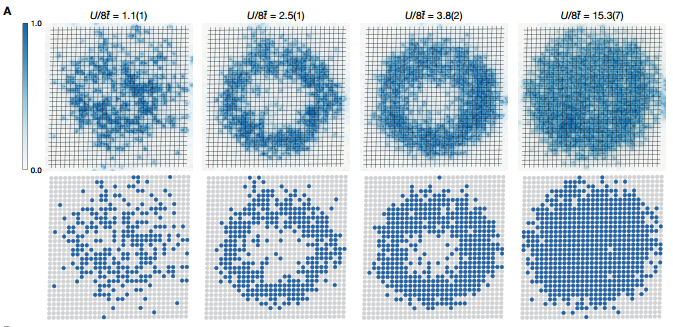 A
U/8t̄ = 1.1(1)
U/8t̄ = 2.5(1)
U/8t̄ = 3.8(2)
U/8t̄ = 15.3(7)
1.0
0.0